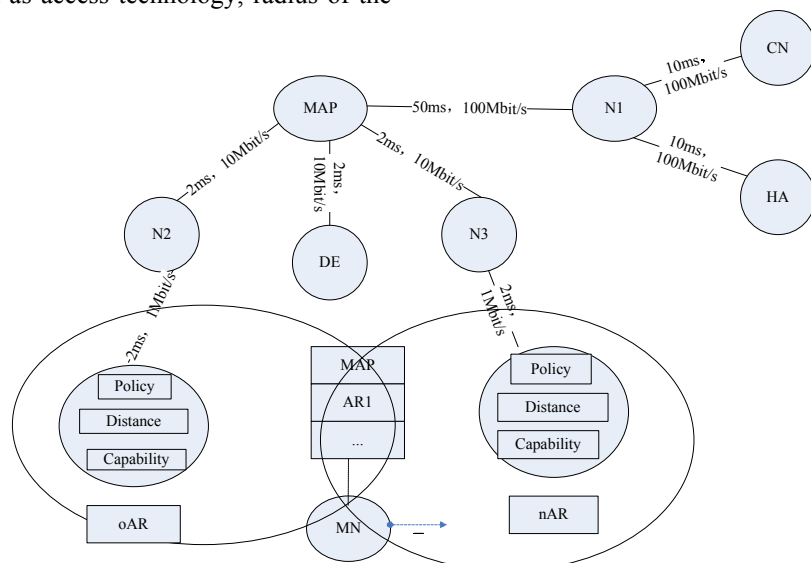 as access technology, radius of the
CN
10ms,
100Mbit/s
MAP
50ms, 100Mbit/s
N1
2ms, 10Mbit/s
2ms,
10Mbit/s
2ms, 10Mbit/s
10ms,
100Mbit/s
HA
N2
DE
N3
2ms, 1Mbit/s
2ms,
1Mbit/s
MAP
AR1
...
Policy
Distance
Capability
Policy
Distance
Capability
oAR
MN
nAR